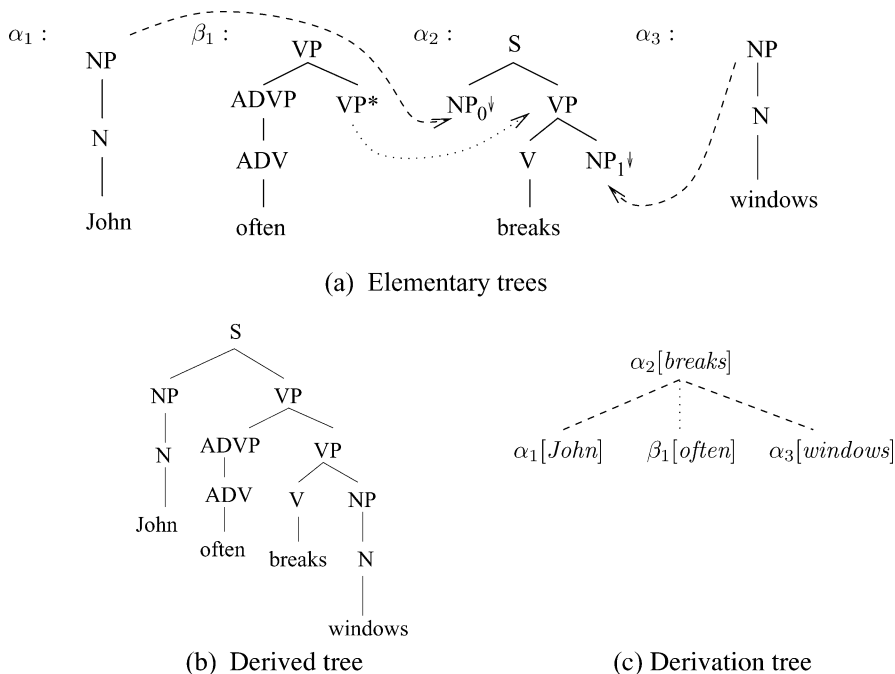 α₁ : β₁ : α₂ : α₃ :
VP S
NP NP
ADVP VP* NP₀↓ VP
N
N ADV V NP₁↓
John often breaks windows
(a) Elementary trees
S
α₂[breaks]
NP VP
ADVP VP
α₁[John] β₁[often] α₃[windows]
N
ADV V NP
John
often breaks N
windows
(b) Derived tree (c) Derivation tree